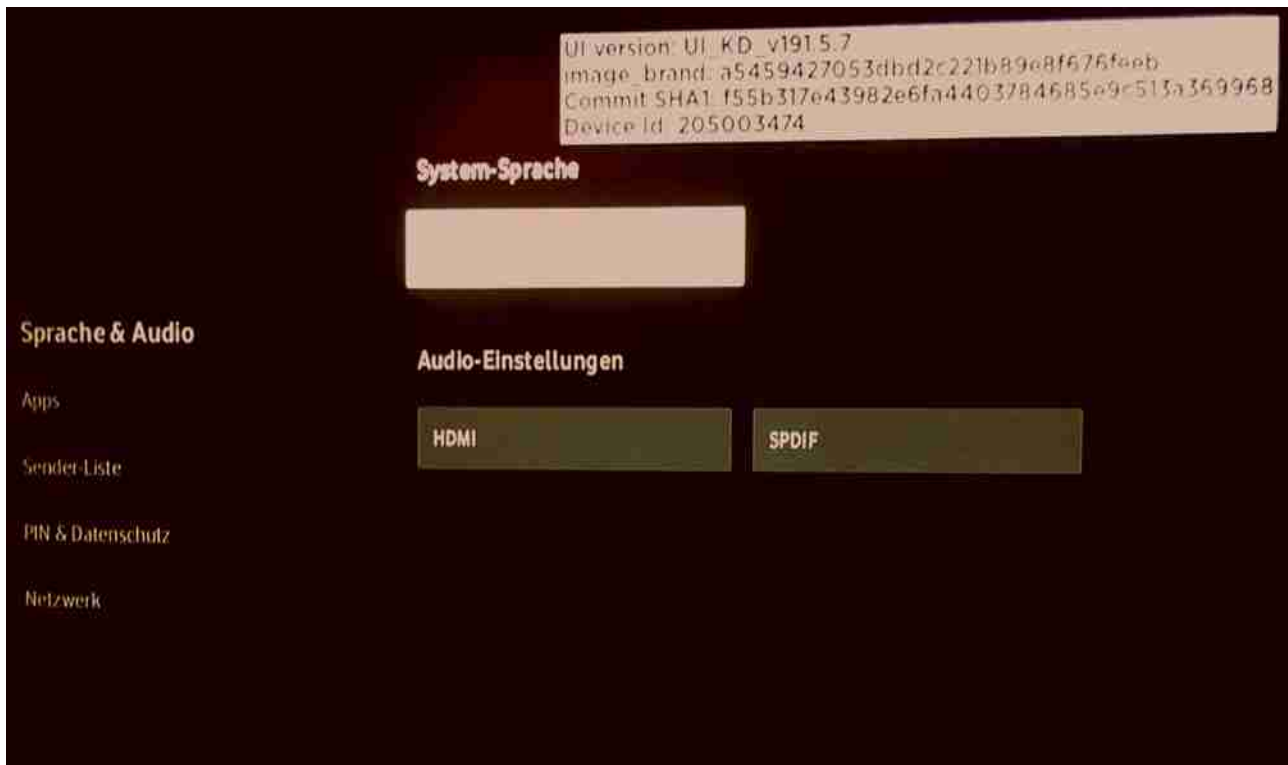 UI version: UI_KD_v191.5.7
image_brand: a5459427053dbd2c221b89e8f676feeb
Commit SHA1: f55b317e43982e6fa4403784685e9c513a369968
Device Id: 205003474
System-Sprache
Sprache & Audio
Audio-Einstellungen
Apps
HDMI
SPDIF
Sender-Liste
PIN & Datenschutz
Netzwerk